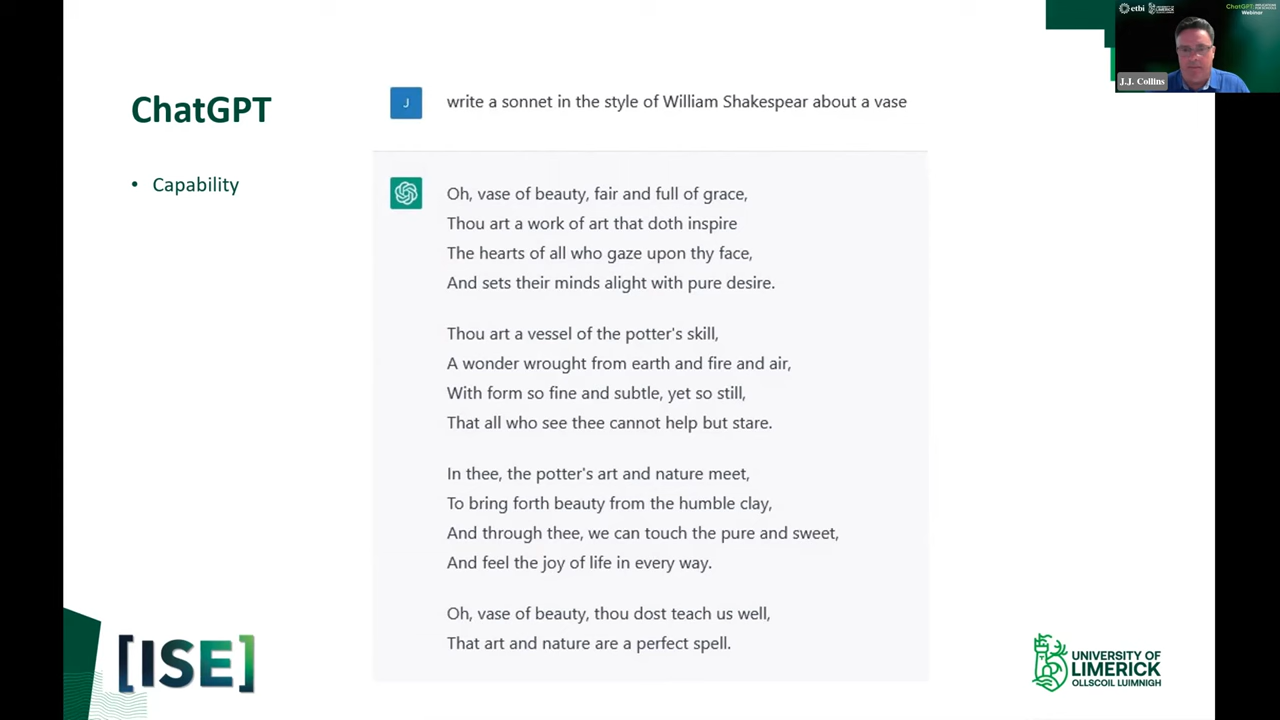 ChatGPT
• Capability
J
write a sonnet in the style of William Shakespear about a vase
Oh, vase of beauty, fair and full of grace,
Thou art a work of art that doth inspire
The hearts of all who gaze upon thy face,
And sets their minds alight with pure desire.
Thou art a vessel of the potter's skill,
A wonder wrought from earth and fire and air,
With form so fine and subtle, yet so still,
That all who see thee cannot help but stare.
In thee, the potter's art and nature meet,
To bring forth beauty from the humble clay,
And through thee, we can touch the pure and sweet,
And feel the joy of life in every way.
Oh, vase of beauty, thou dost teach us well,
That art and nature are a perfect spell.
[ISE]
UNIVERSITY OF
LIMERICK
OLLSCOIL LUIMNIGH
etbi
ChatGPT:
Webinar
J.J. Collins